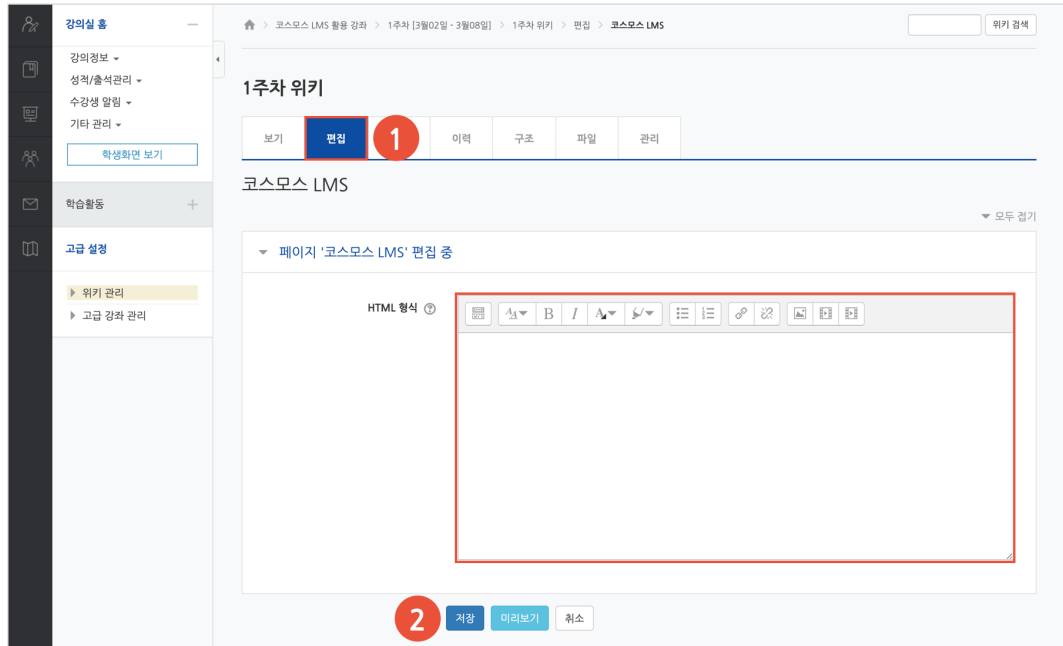 강의실 홈
강의정보
성적/출석관리
수강생 알림
기타 관리
학생화면 보기
학습활동
고급 설정
위키 관리
고급 강좌 관리
코스모스 LMS 활용 강좌 > 1주차 [3월02일 - 3월08일] > 1주차 위키 > 편집 > 코스모스 LMS
위키 검색
1주차 위키
보기 편집 1 이력 구조 파일 관리
코스모스 LMS
모두 접기
페이지 '코스모스 LMS' 편집 중
HTML 형식
B I
2 저장 미리보기 취소